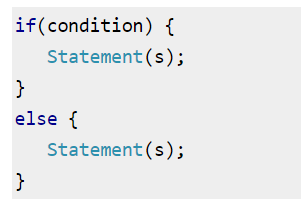 if(condition) {
   Statement(s);
}
else {
   Statement(s);
}